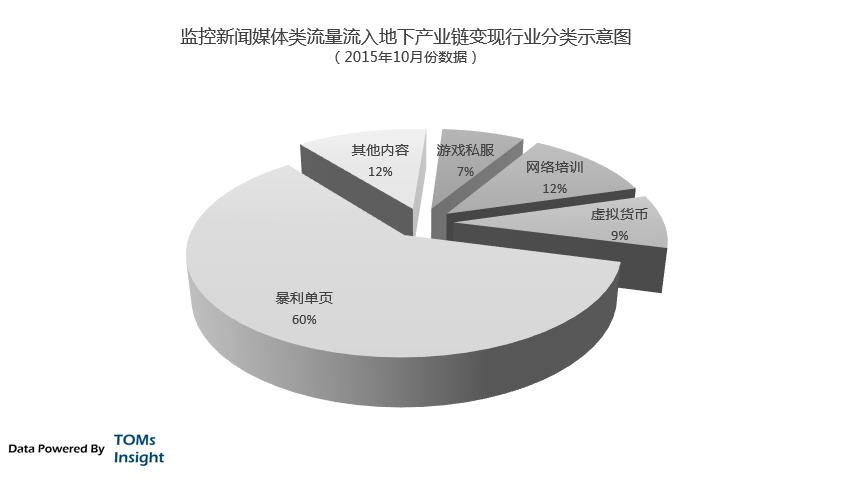 监控新闻媒体类流量流入地下产业链变现行业分类示意图
（2015年10月份数据）
其他内容
12%
游戏私服
7%
网络培训
12%
虚拟货币
9%
暴利单页
60%
Data Powered By
TOMs
Insight